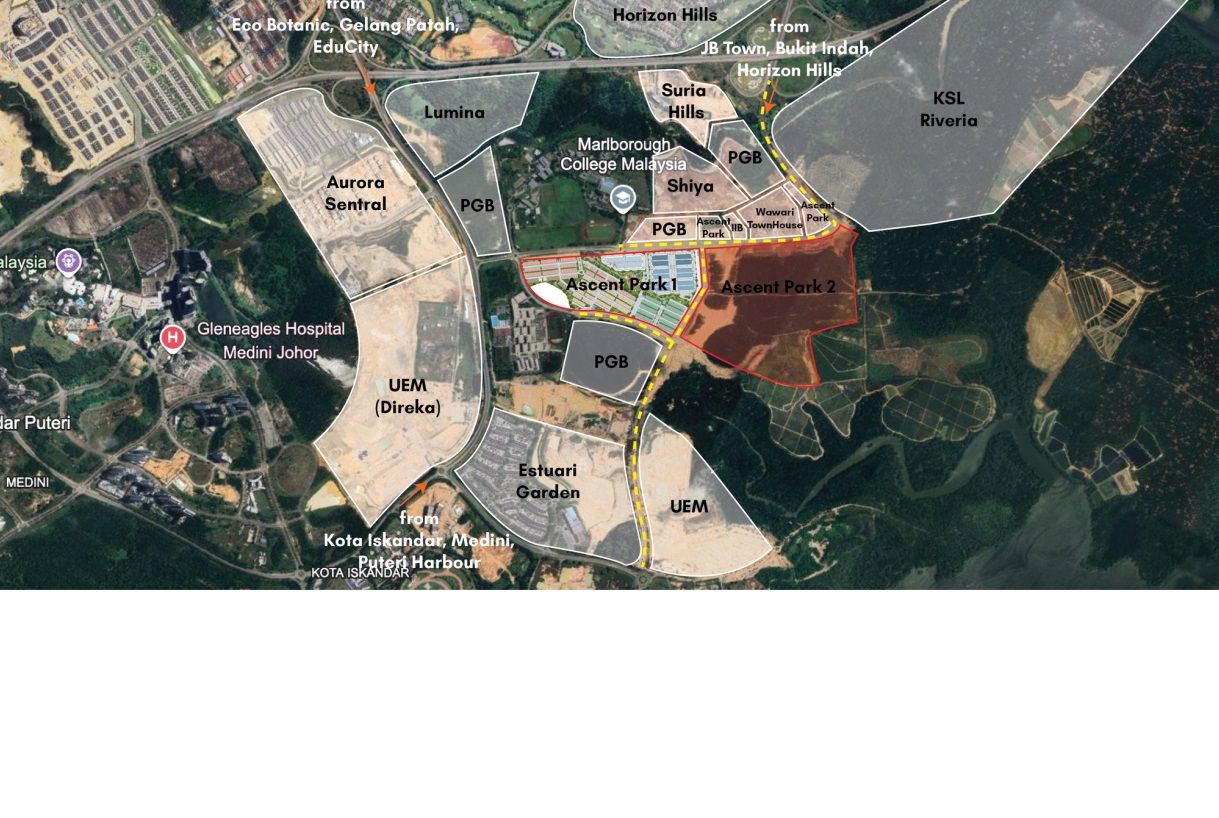 from
Eco Botanic, Gelang Patah,
EduCity
Horizon Hills
from
JB Town, Bukit Indah,
Horizon Hills
Lumina
Suria
Hills
KSL
Riveria
Marlborough
College Malaysia
PGB
Aurora
Sentral
Shiya
PGB
PGB
Ascent
Park
IIB
Wawari
TownHouse
Ascent
Park
alaysia
Ascent Park 1
Ascent Park 2
H
Gleneagles Hospital
Medini Johor
PGB
UEM
(Direka)
dar Puteri
MEDINI
Estuari
Garden
UEM
from
Kota Iskandar, Medini,
Puteri Harbour
KOTA ISKANDAR